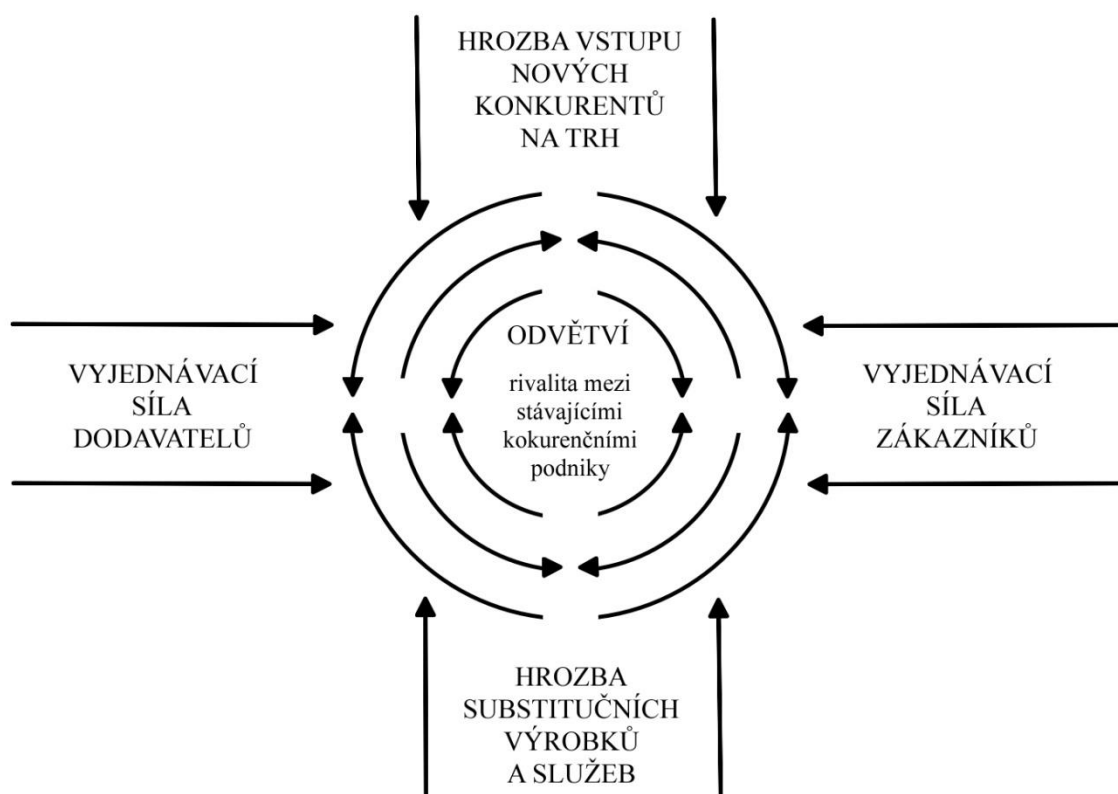 HROZBA VSTUPU
NOVÝCH
KONKURENTŮ
NA TRH
VYJEDNÁVACÍ
SÍLA
DODAVATELŮ
ODVĚTVÍ
rivalita mezi
stávajícími
kokurenčními
podniky
VYJEDNÁVACÍ
SÍLA
ZÁKAZNÍKŮ
HROZBA
SUBSTITUČNÍCH
VÝROBKŮ
A SLUŽEB